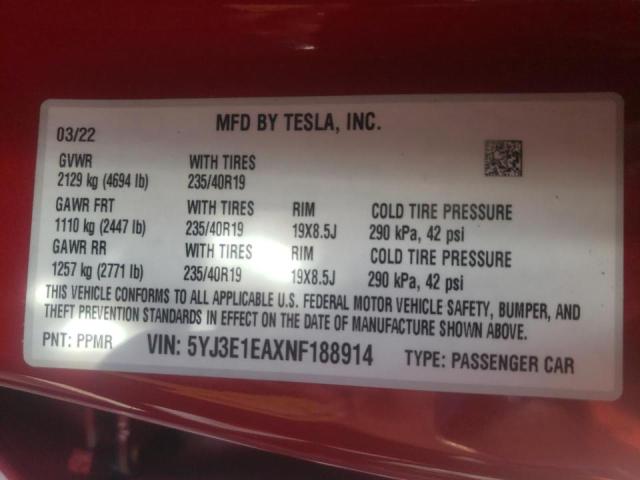 MFD BY TESLA, INC.
03/22
GVWR WITH TIRES
2129 kg (4694 lb) 235/40R19
GAWR FRT WITH TIRES RIM COLD TIRE PRESSURE
1110 kg (2447 lb) 235/40R19 19X8.5J 290 kPa, 42 psi
GAWR RR WITH TIRES RIM COLD TIRE PRESSURE
1257 kg (2771 lb) 235/40R19 19X8.5J 290 kPa, 42 psi
THIS VEHICLE CONFORMS TO ALL APPLICABLE U.S. FEDERAL MOTOR VEHICLE SAFETY, BUMPER, AND
THEFT PREVENTION STANDARDS IN EFFECT ON THE DATE OF MANUFACTURE SHOWN ABOVE.
PNT: PPMR VIN: 5YJ3E1EAXNF188914 TYPE: PASSENGER CAR